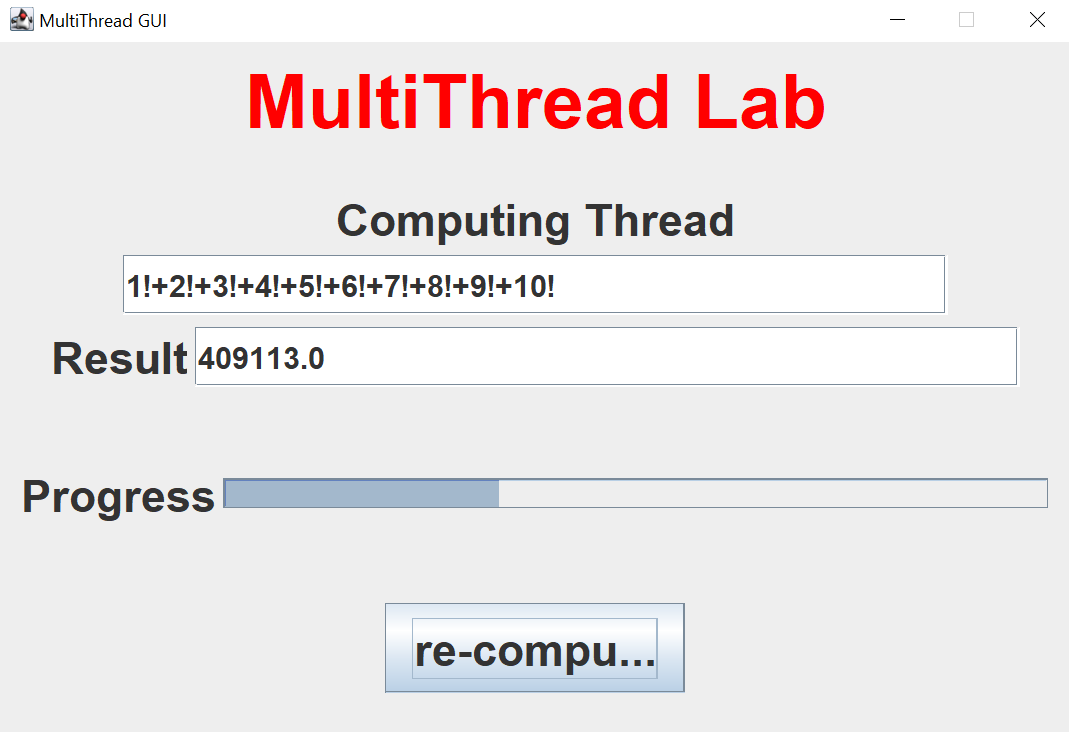 MultiThread GUI
MultiThread Lab
Computing Thread
1!+2!+3!+4!+5!+6!+7!+8!+9!+10!
Result 409113.0
Progress
re-compu...